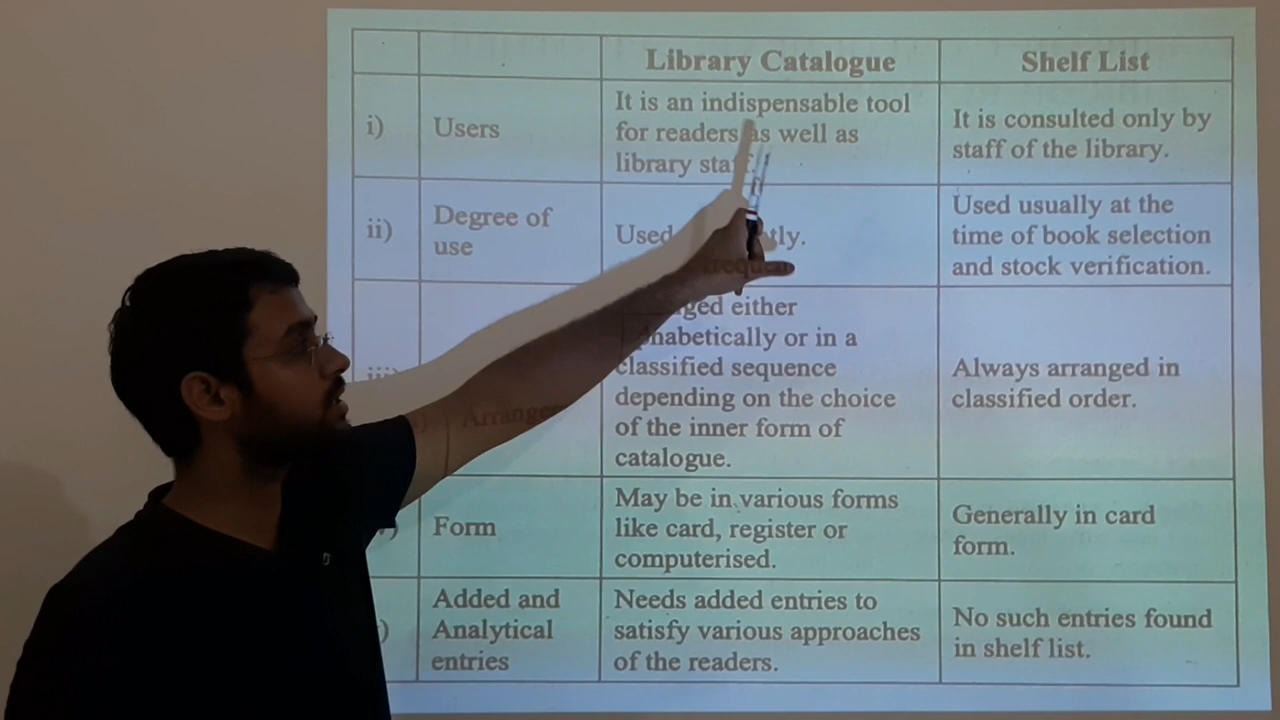 Library Catalogue
Shelf List
i)
Users
It is an indispensable tool
for readers as well as
library staff.
It is consulted only by
staff of the library.
ii)
Degree of
use
Used frequently.
Used usually at the
time of book selection
and stock verification.
iii)
either
alphabetically or in a
classified sequence
depending on the choice
of the inner form of
catalogue.
Always arranged in
classified order.
Form
May be in various forms
like card, register or
computerised.
Generally in card
form.
Added and
Analytical
entries
Needs added entries to
satisfy various approaches
of the readers.
No such entries found
in shelf list.